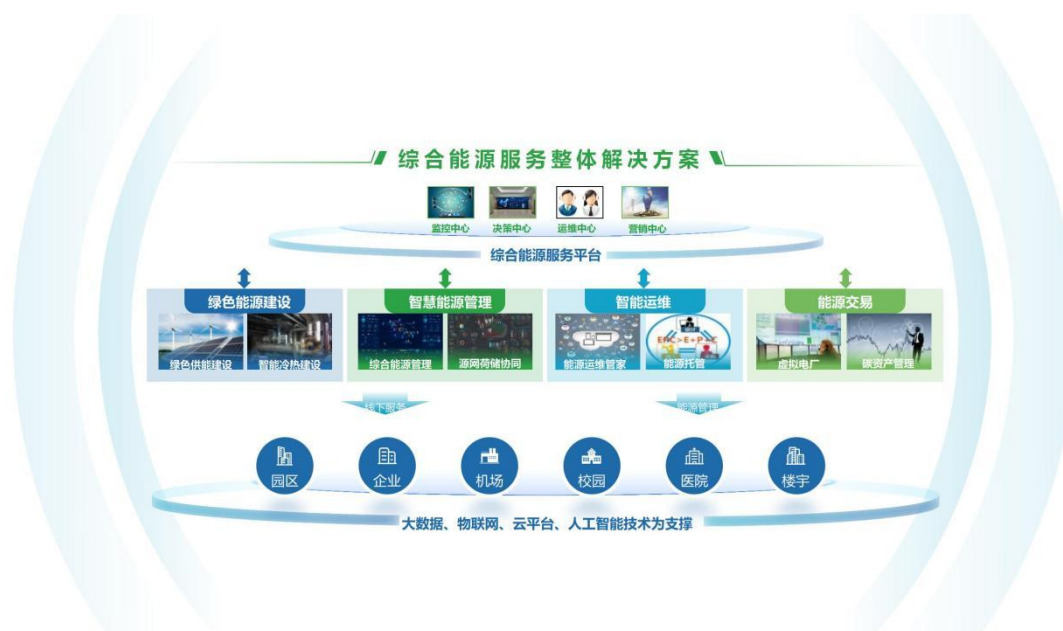 综合能源服务整体解决方案
监控中心 决策中心 运维中心 营销中心
综合能源服务平台
绿色能源建设 智慧能源管理 智能运维 能源交易
绿色供能建设 智能冷热建设 综合能源管理 源网荷储协同 能源运维管家 能源托管 虚拟电厂 碳资产管理
线下服务 能源管理
园区 企业 机场 校园 医院 楼宇
大数据、物联网、云平台、人工智能技术为支撑